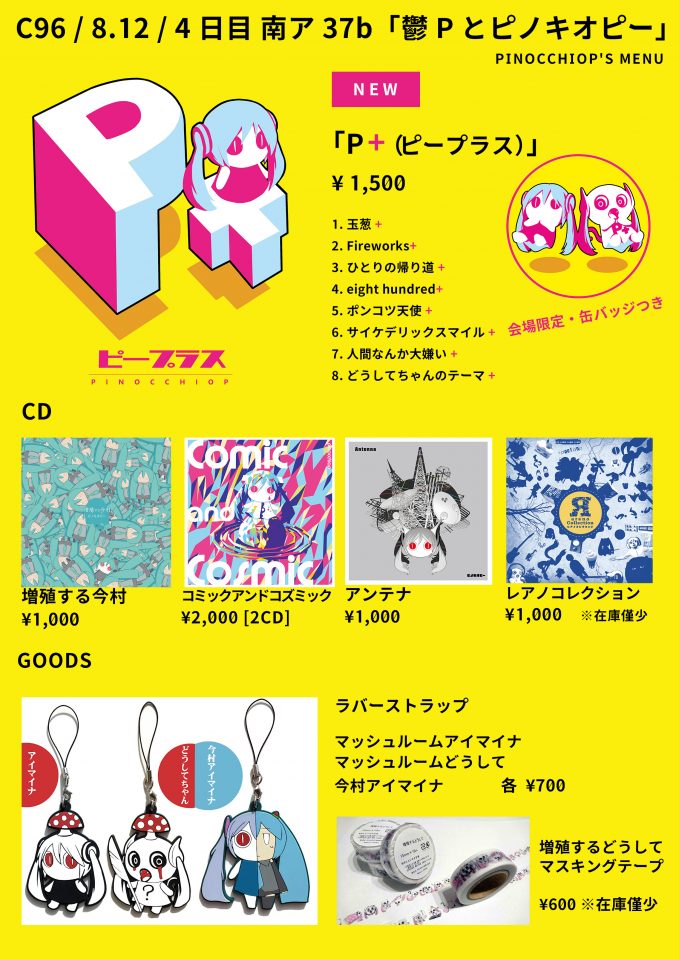 C96 / 8.12 / 4日目 南ア 37b「鬱Pとピノキオピー」
PINOCCHIOP'S MENU
P+
ピープラス
PINOCCHIOP
NEW
「P+(ピープラス)」
¥ 1,500
1. 玉葱 +
2. Fireworks+
3. ひとりの帰り道 +
4. eight hundred+
5. ポンコツ天使 +
6. サイケデリックスマイル +
7. 人間なんか大嫌い +
8. どうしてちゃんのテーマ +
会場限定・缶バッジつき
CD
Comic
and
Cosmic
Antenna
Collection
増殖する今村
¥1,000
コミックアンドコズミック
¥2,000 [2CD]
アンテナ
¥1,000
レアノコレクション
¥1,000 ※在庫僅少
GOODS
アイマイナ
どうしてちゃん
今村アイマイナ
ラバーストラップ
マッシュルームアイマイナ
マッシュルームどうして
今村アイマイナ 各 ¥700
増殖するどうして
マスキングテープ
¥600 ※在庫僅少